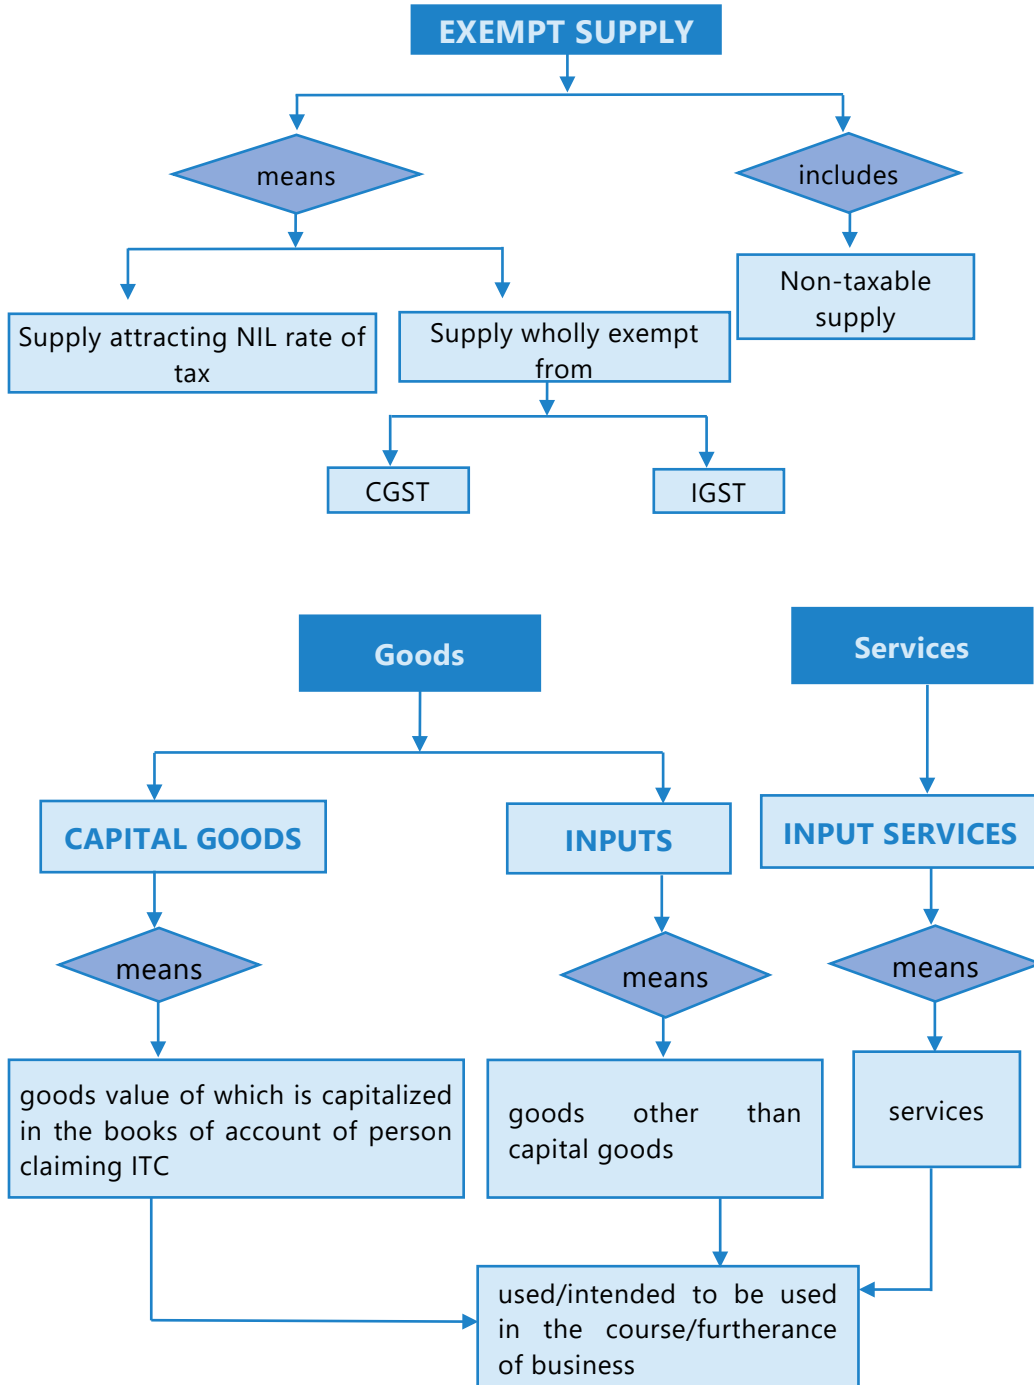 EXEMPT SUPPLY
means
includes
Supply attracting NIL rate of
tax
Supply wholly exempt
from
Non-taxable
supply
CGST
IGST
Goods
Services
CAPITAL GOODS
INPUTS
INPUT SERVICES
means
means
means
goods value of which is capitalized
in the books of account of person
claiming ITC
goods other than
capital goods
services
used/intended to be used
in the course/furtherance
of business